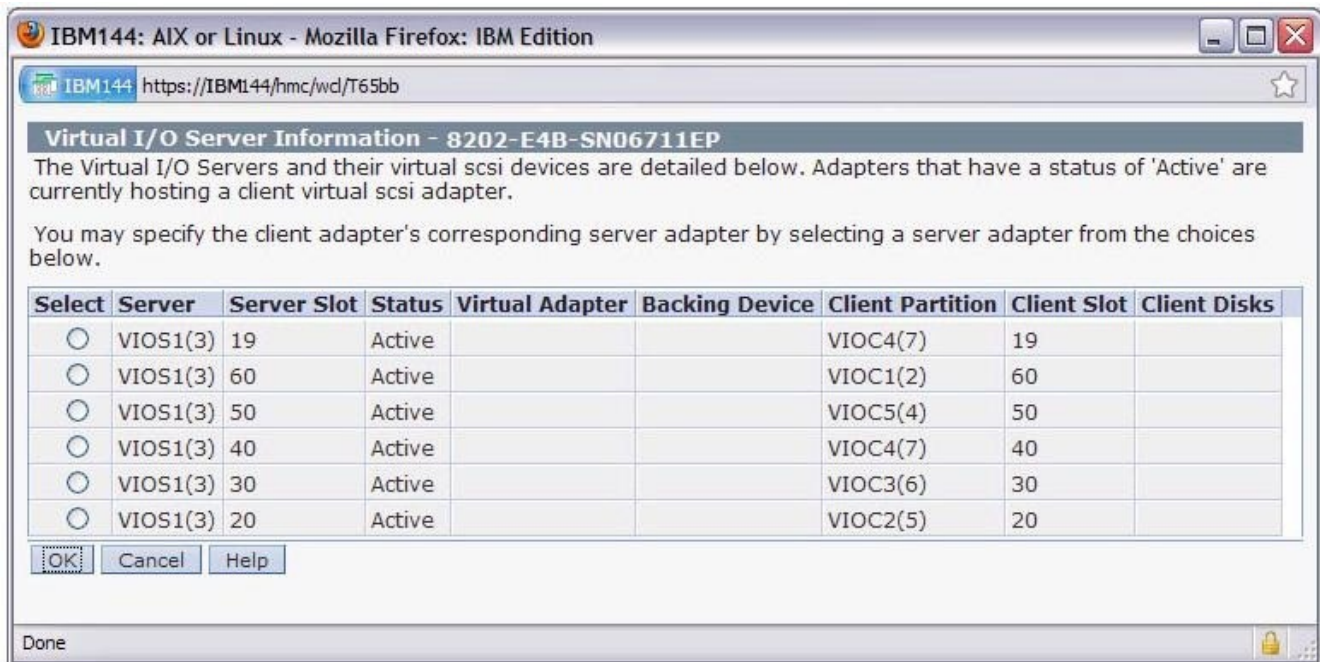 IBM144: AIX or Linux - Mozilla Firefox: IBM Edition
IBM144 https://IBM144/hmc/wcl/T65bb
Virtual I/O Server Information - 8202-E4B-SN06711EP
The Virtual I/O Servers and their virtual scsi devices are detailed below. Adapters that have a status of 'Active' are
currently hosting a client virtual scsi adapter.
You may specify the client adapter's corresponding server adapter by selecting a server adapter from the choices
below.
Select Server Server Slot Status Virtual Adapter Backing Device Client Partition Client Slot Client Disks
VIOS1(3) 19 Active VIOC4(7) 19
VIOS1(3) 60 Active VIOC1(2) 60
VIOS1(3) 50 Active VIOC5(4) 50
VIOS1(3) 40 Active VIOC4(7) 40
VIOS1(3) 30 Active VIOC3(6) 30
VIOS1(3) 20 Active VIOC2(5) 20
OK Cancel Help
Done